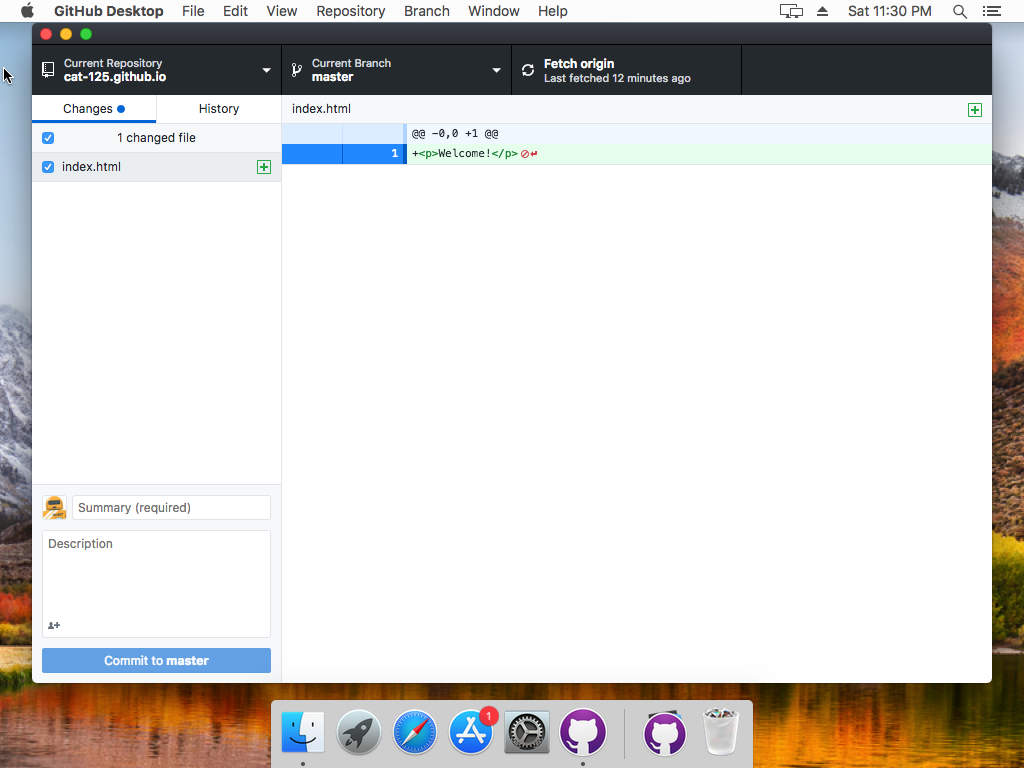 GitHub Desktop File Edit View Repository Branch Window Help Sat 11:30 PM
Current Repository
cat-125.github.io
Current Branch
master
Fetch origin
Last fetched 12 minutes ago
Changes History
1 changed file
index.html
index.html
@@ -0,0 +1 @@
1 +<p>Welcome!</p>
Summary (required)
Description
Commit to master
1